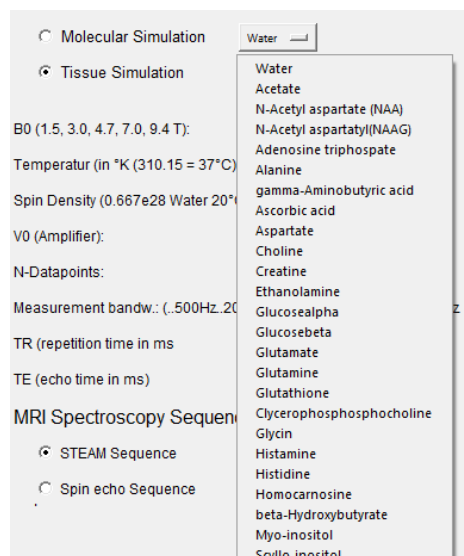 Molecular Simulation
Water
Tissue Simulation
B0 (1.5, 3.0, 4.7, 7.0, 9.4 T):
Temperatur (in °K (310.15 = 37°C)
Spin Density (0.667e28 Water 20°
V0 (Amplifier):
N-Datapoints:
Measurement bandw.: (..500Hz..20
z
TR (repetition time in ms
TE (echo time in ms)
MRI Spectroscopy Sequen
STEAM Sequence
Spin echo Sequence
Water
Acetate
N-Acetyl aspartate (NAA)
N-Acetyl aspartatyl(NAAG)
Adenosine triphospate
Alanine
gamma-Aminobutyric acid
Ascorbic acid
Aspartate
Choline
Creatine
Ethanolamine
Glucosealpha
Glucosebeta
Glutamate
Glutamine
Glutathione
Clycerophosphosphocholine
Glycin
Histamine
Histidine
Homocarnosine
beta-Hydroxybutyrate
Myo-inositol
Scyllo-inositol